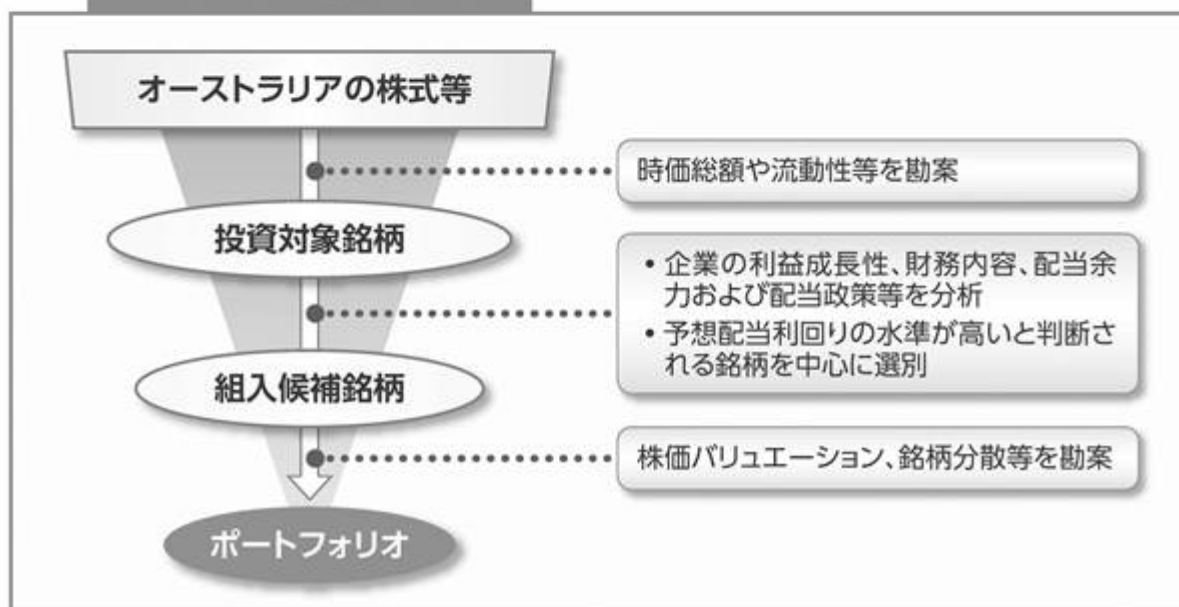 オーストラリアの株式等
時価総額や流動性等を勘案
投資対象銘柄
• 企業の利益成長性、財務内容、配当余
力および配当政策等を分析
• 予想配当利回りの水準が高いと判断さ
れる銘柄を中心に選別
組入候補銘柄
株価バリュエーション、銘柄分散等を勘案
ポートフォリオ